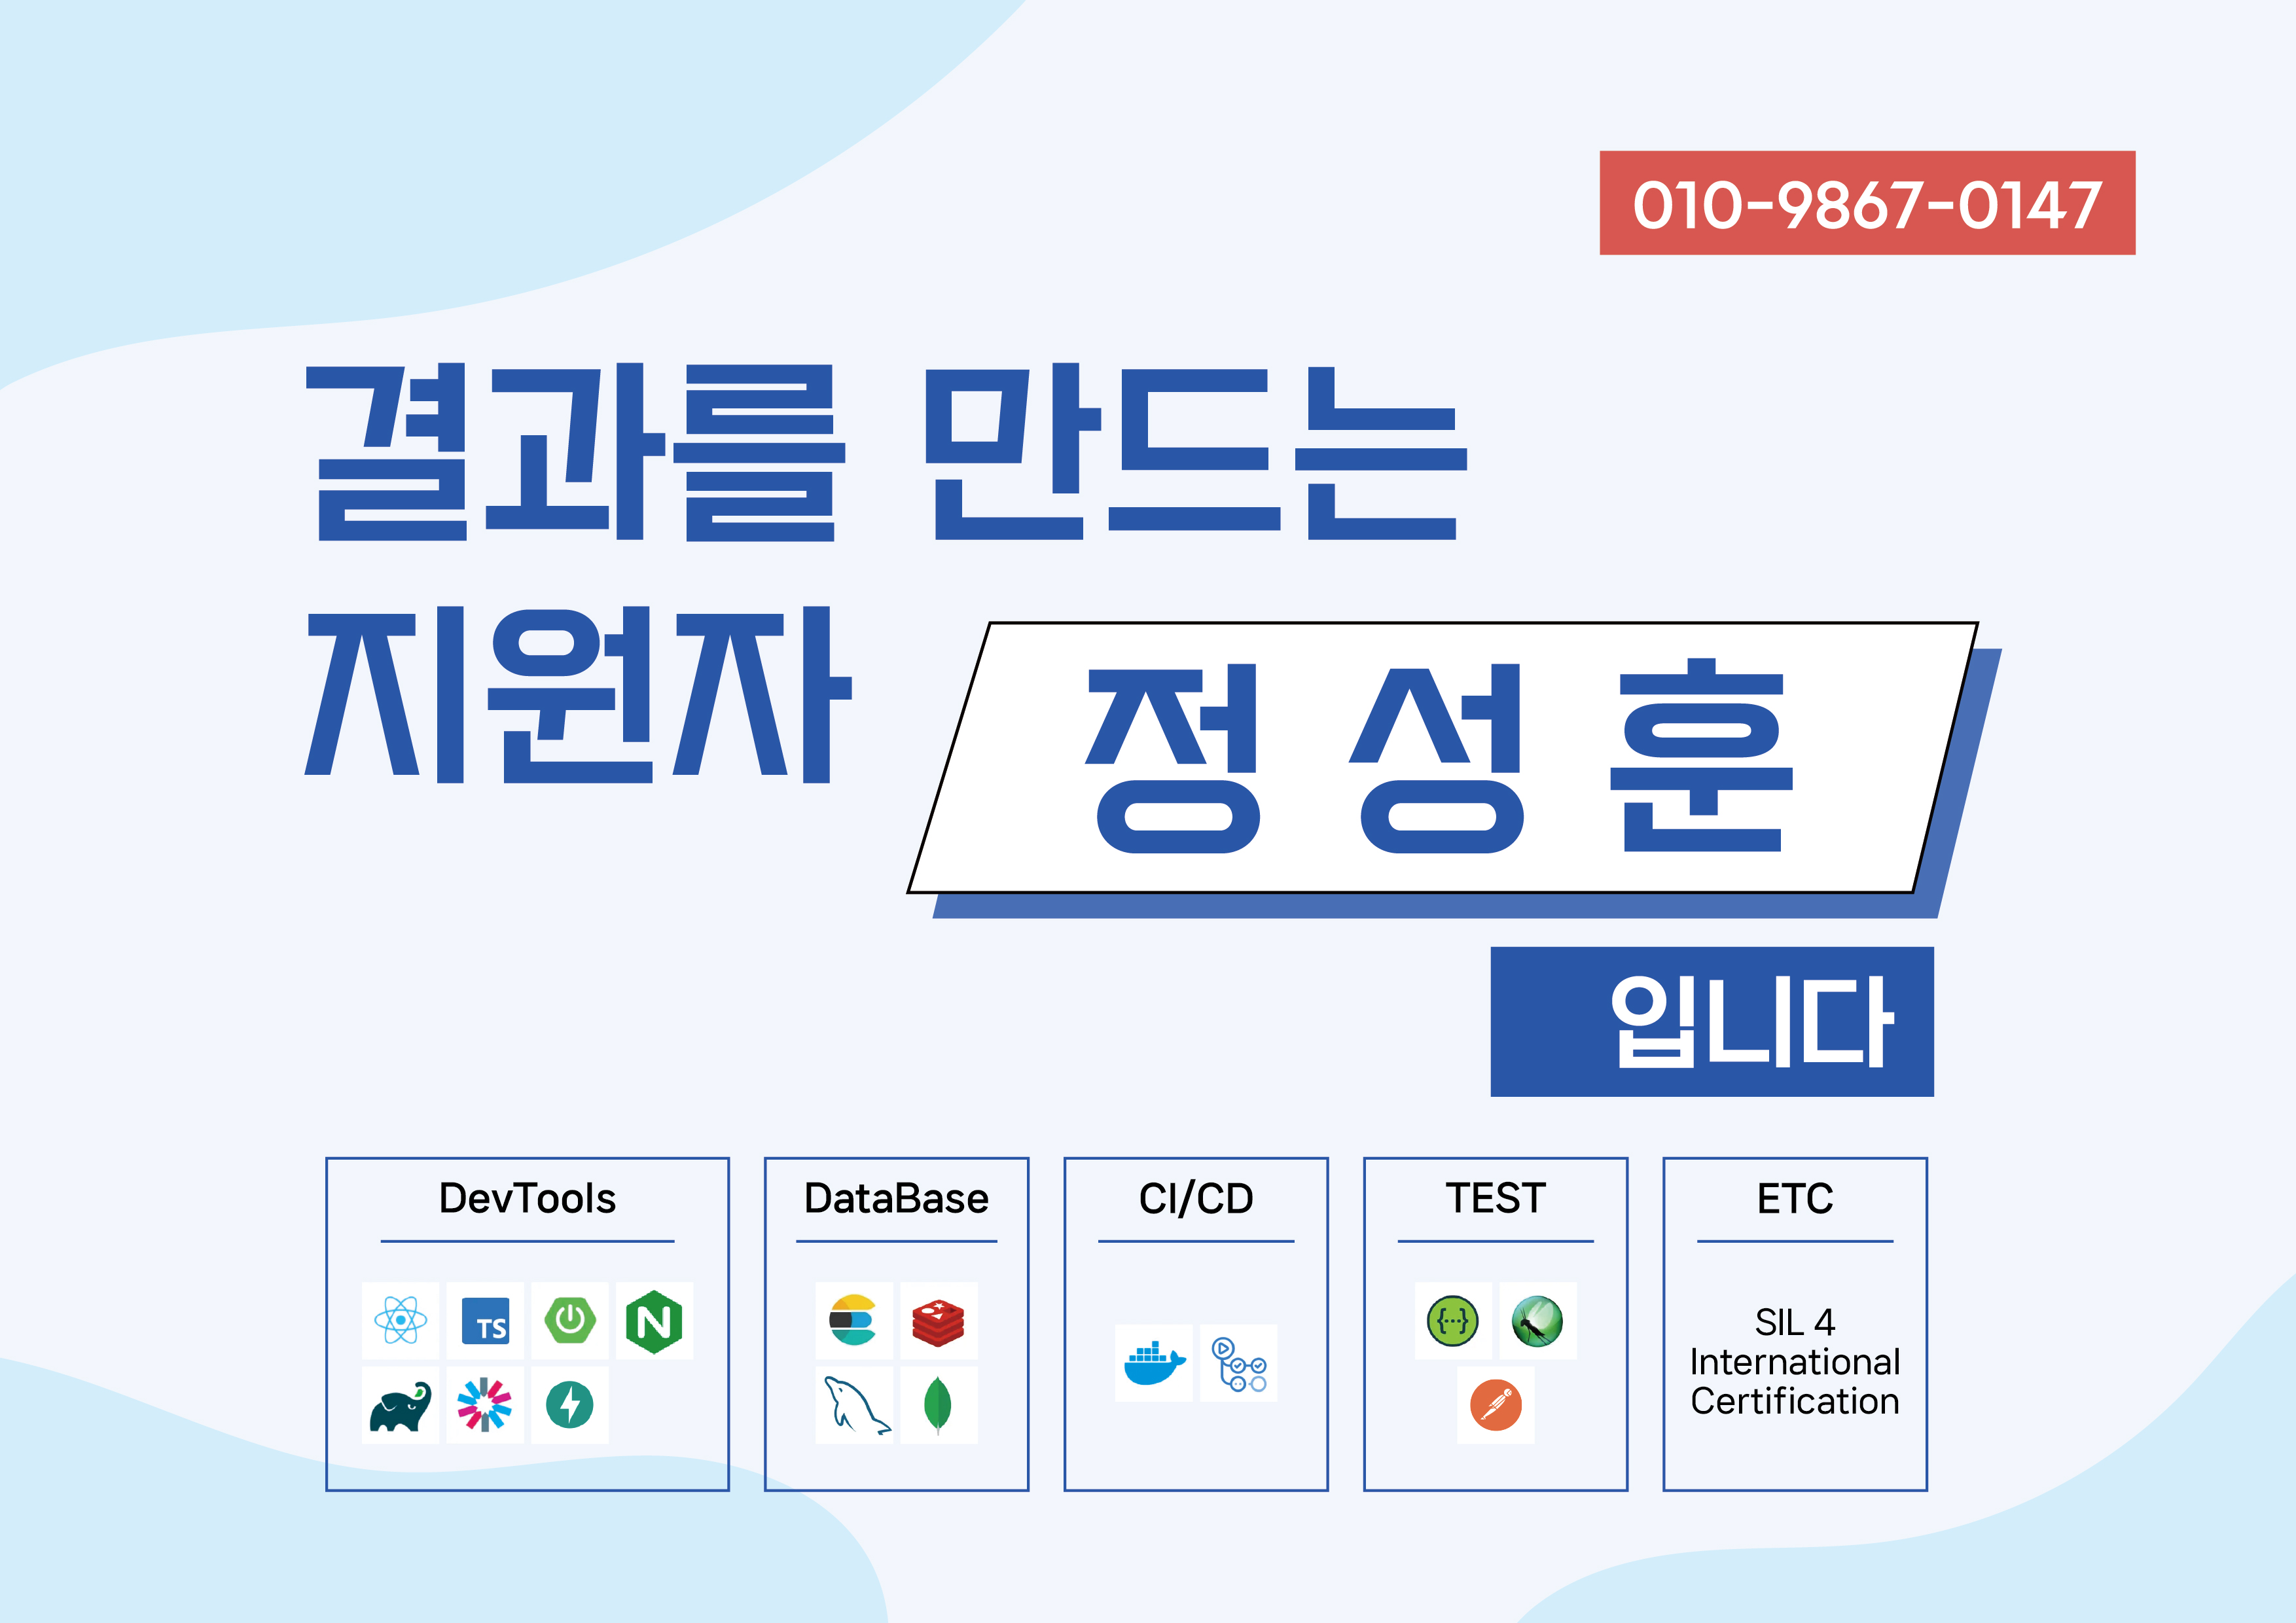 010-9867-0147
결과를 만드는
지원자
정성훈
입니다
DevTools
TS
N
DataBase
CI/CD
TEST
{···}
ETC
SIL 4
International
Certification